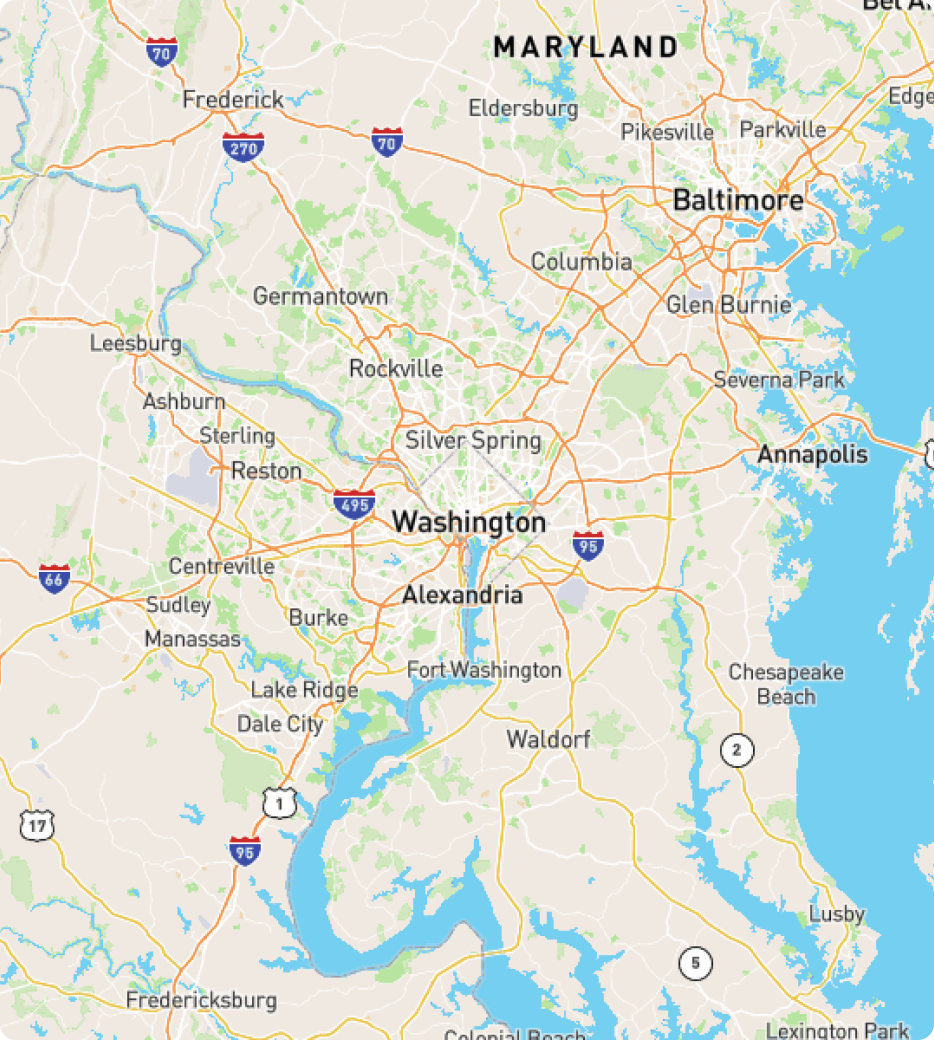 Bel A
MARYLAND
70
Frederick
Eldersburg
Edge
270
70
Pikesville
Parkville
Baltimore
Columbia
Germantown
Glen Burnie
Leesburg
Rockville
Severna Park
Ashburn
Sterling
Silver Spring
Annapolis
Reston
495
Washington
95
Centreville
66
Alexandria
Sudley
Burke
Manassas
Fort Washington
Chesapeake
Beach
Lake Ridge
Dale City
Waldorf
2
1
17
95
Lusby
5
Fredericksburg
Colonial Beach
Lexington Park